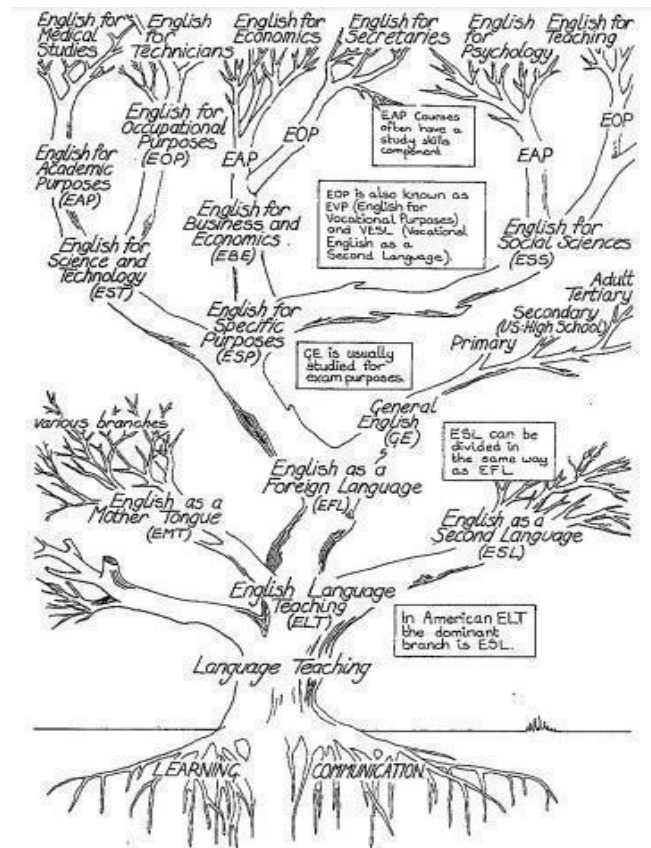 English for
Medical
Studies
English
for
Technicians
English for
Economics
English for
Secretaries
English
for
Psychology
English for
Teaching
English for
Occupational
Purposes
(EOP)
EOP
EAP Courses
often have a
study skills
component
EOP
English for
Academic
Purposes
(EAP)
EAP
EAP
EOP is also known as
EVP (English for
Vocational Purposes)
and VESL (Vocational
English as a
Second Language).
English for
Business and
Economics
(EBE)
English for
Social Sciences
(ESS)
English for
Science and
Technology
(EST)
Adult
Tertiary
Secondary
(US:High School)
Primary
English for
Specific
Purposes
(ESP)
GE is usually
studied for
exam purposes.
General
English
(GE)
various branches
ESL can be
divided in
the same way
as EFL.
English as a
Foreign Language
(EFL)
English as a
Mother Tongue
(EMT)
English as a
Second Language
(ESL)
English Language
Teaching
(ELT)
In American ELT
the dominant
branch is ESL.
Language Teaching
LEARNING
COMMUNICATION